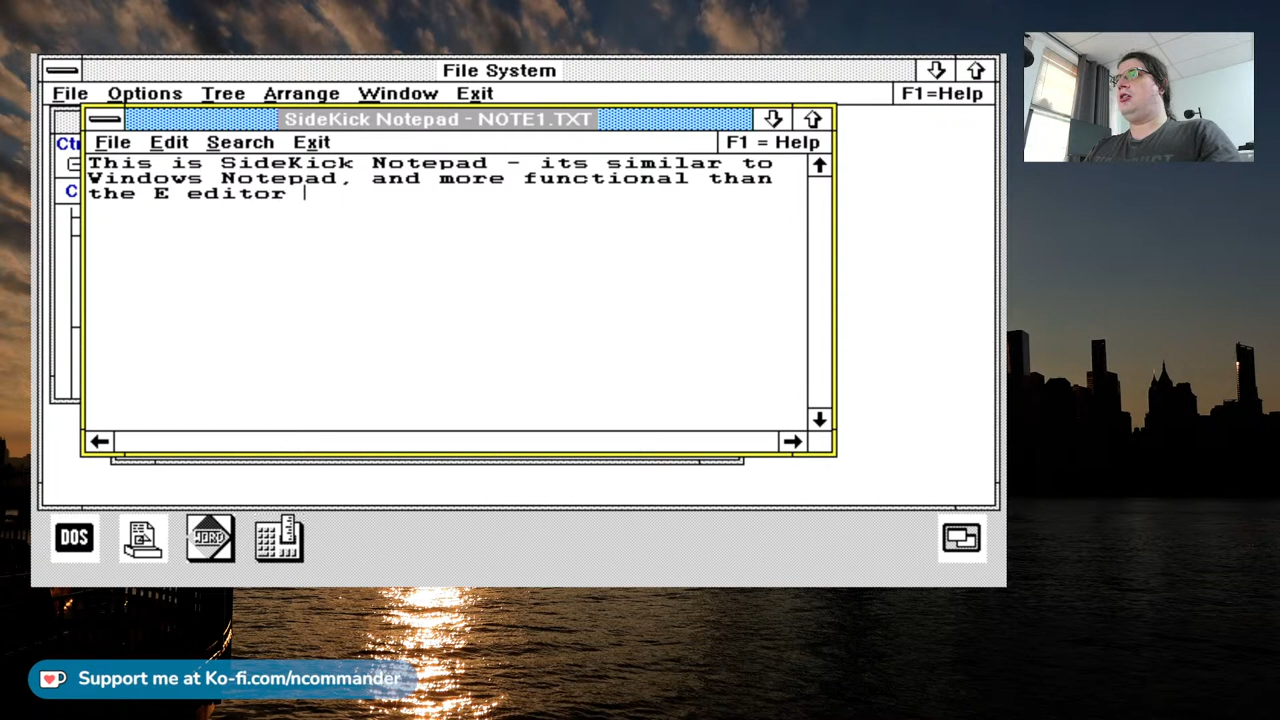 File System
File Options Tree Arrange Window Exit F1=Help
SideKick Notepad - NOTE1.TXT
File Edit Search Exit F1 = Help
Ctr
C
This is SideKick Notepad - its similar to
Windows Notepad, and more functional than
the E editor
DOS
WORD
Support me at Ko-fi.com/ncommander